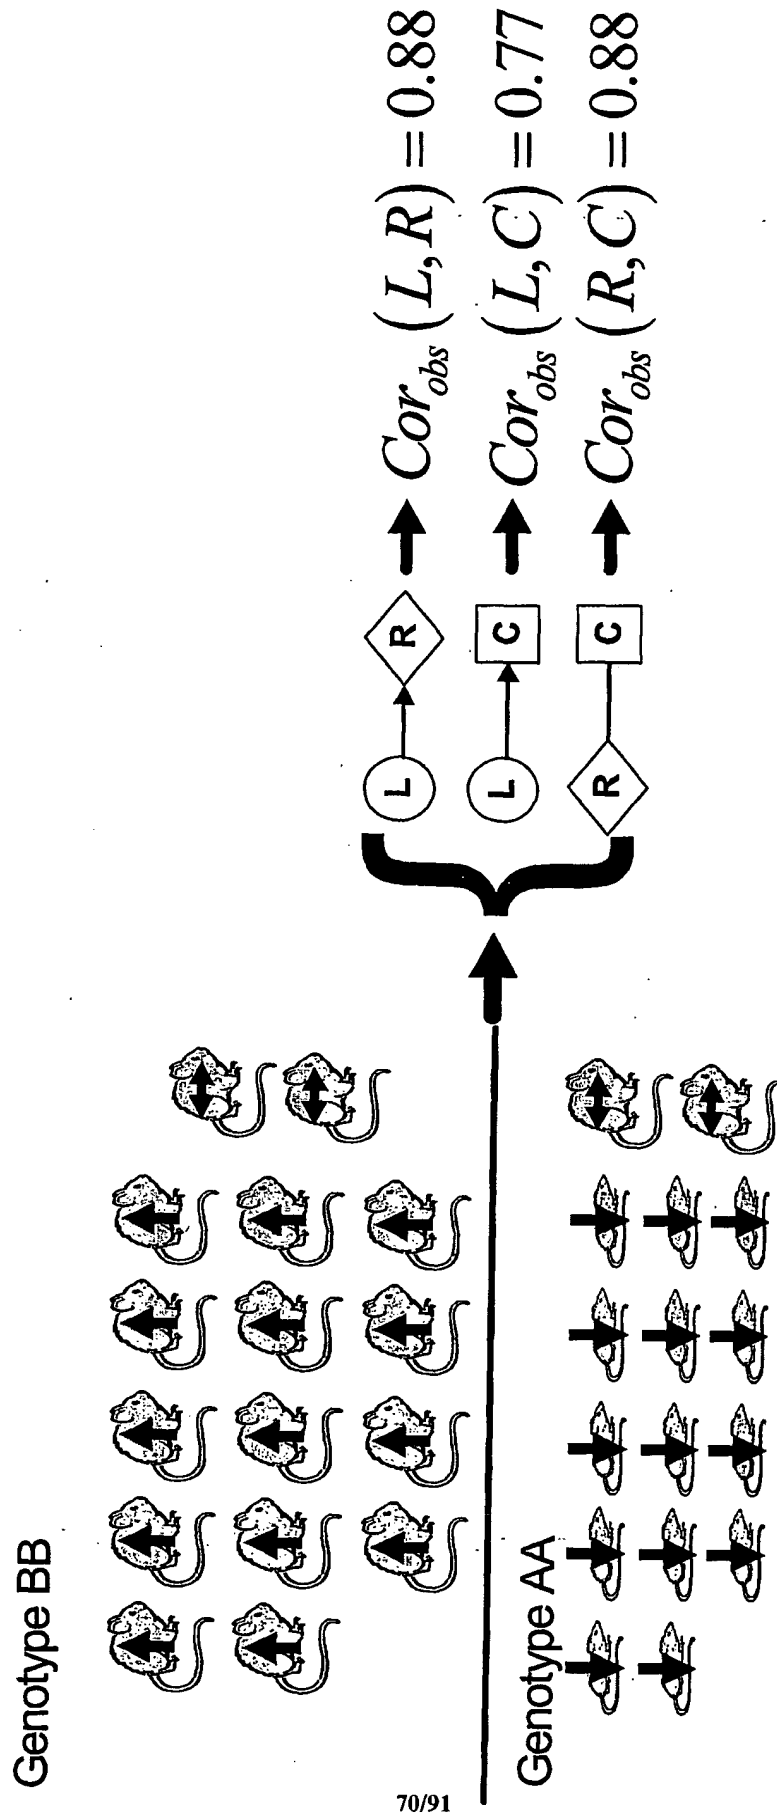 Genotype BB
Genotype AA
L R Cor_obs (L, R) = 0.88
L C Cor_obs (L, C) = 0.77
R C Cor_obs (R, C) = 0.88
70/91